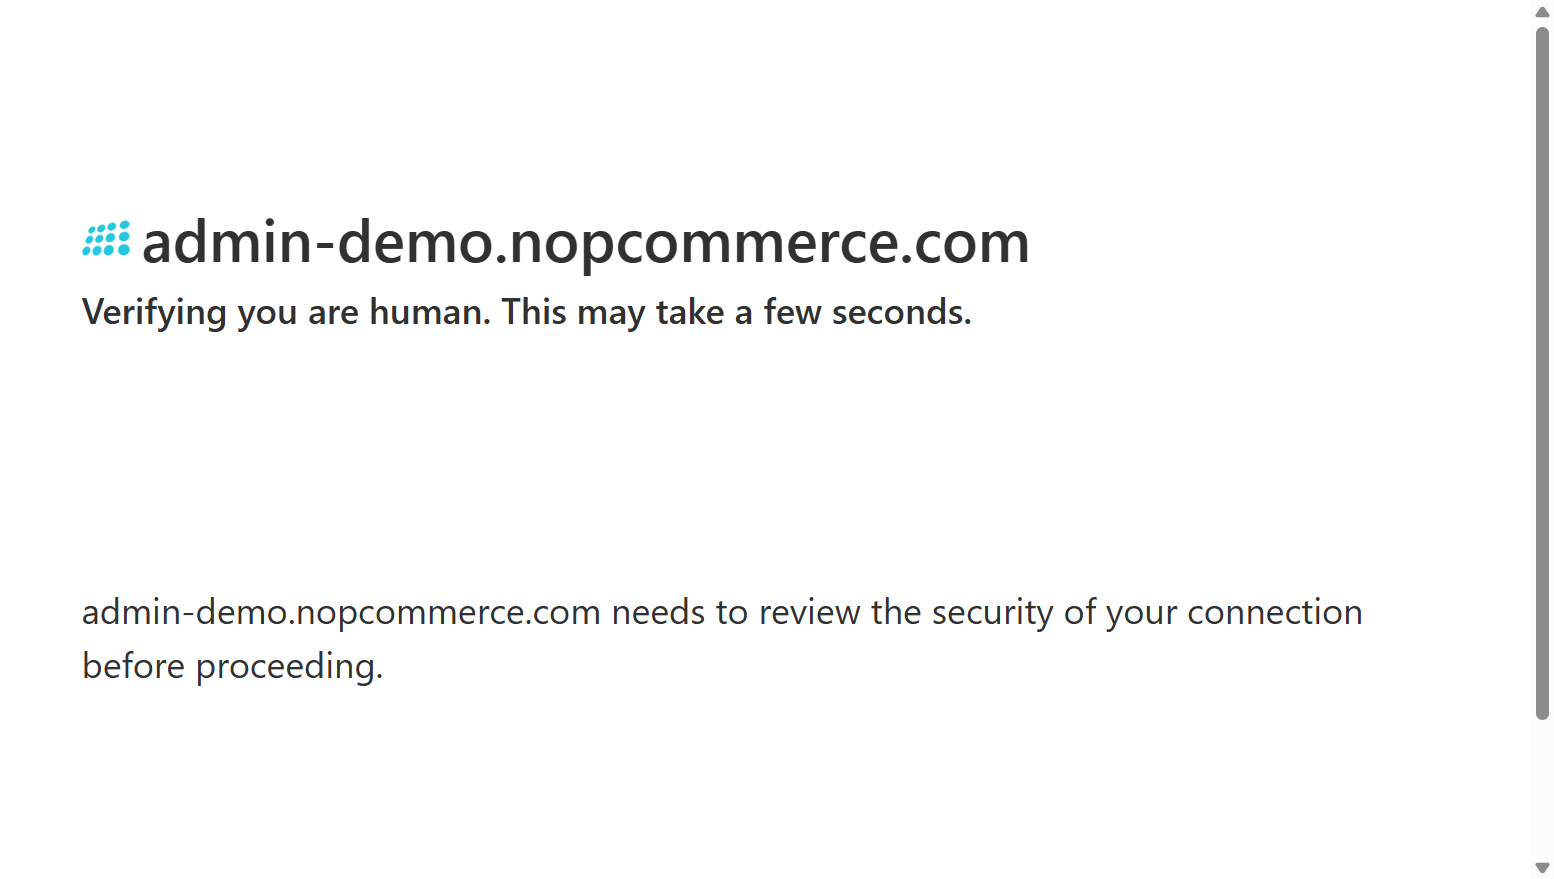 admin-demo.nopcommerce.com
Verifying you are human. This may take a few seconds.
admin-demo.nopcommerce.com needs to review the security of your connection
before proceeding.